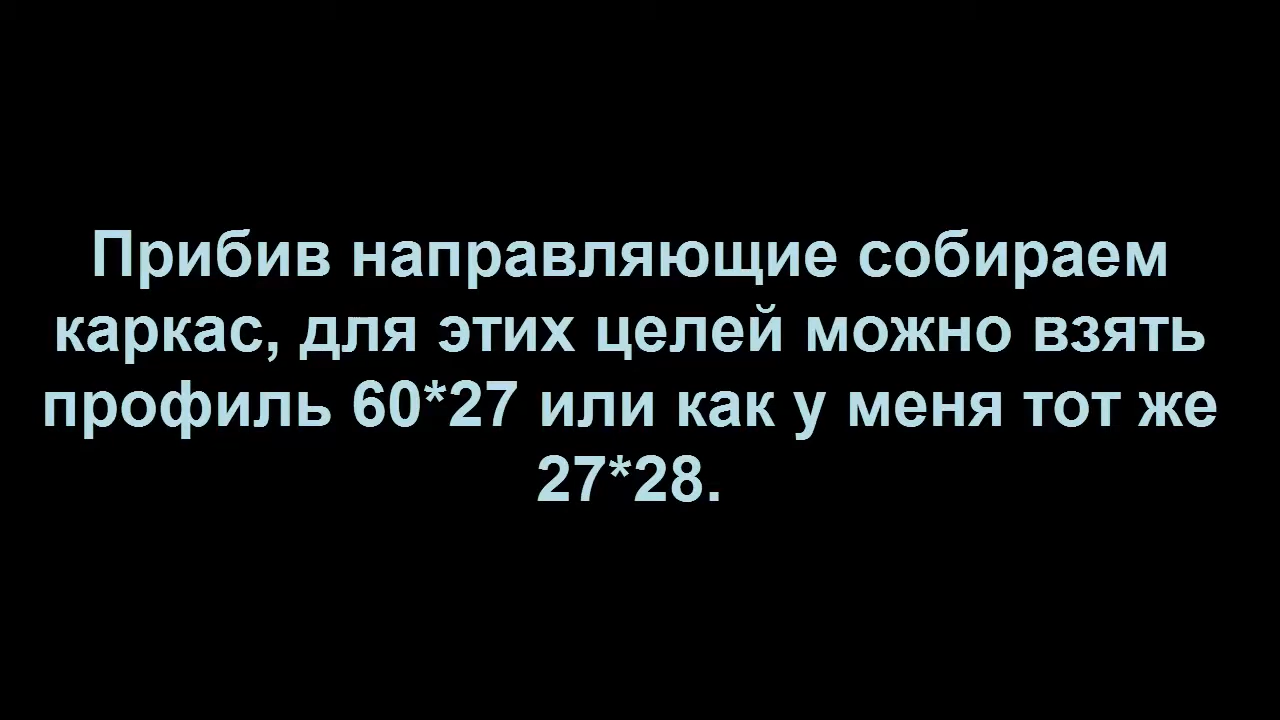 Прибив направляющие собираем
каркас, для этих целей можно взять
профиль 60*27 или как у меня тот же
27*28.